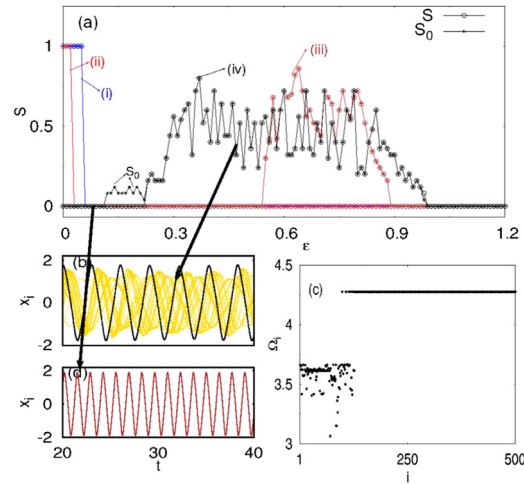 (a)
S
S₀
1
(ii)
(i)
(iii)
(iv)
S
0.5
S₀
0
0 0.3 0.6 0.9 1.2
ε
2
(b)
xᵢ
0
-2
2
xᵢ
0
-2
20 30 40
t
4.5
(c)
Ωᵢ
4
3.5
3
1 250 500
i